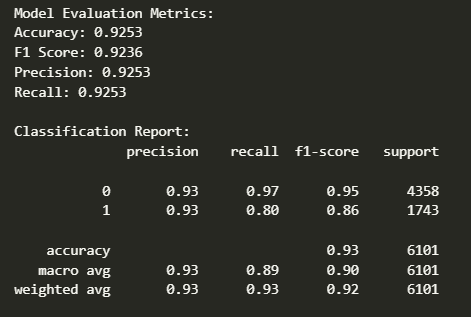 Model Evaluation Metrics:
Accuracy: 0.9253
F1 Score: 0.9236
Precision: 0.9253
Recall: 0.9253
Classification Report:
precision recall f1-score support
0 0.93 0.97 0.95 4358
1 0.93 0.80 0.86 1743
accuracy 0.93 6101
macro avg 0.93 0.89 0.90 6101
weighted avg 0.93 0.93 0.92 6101